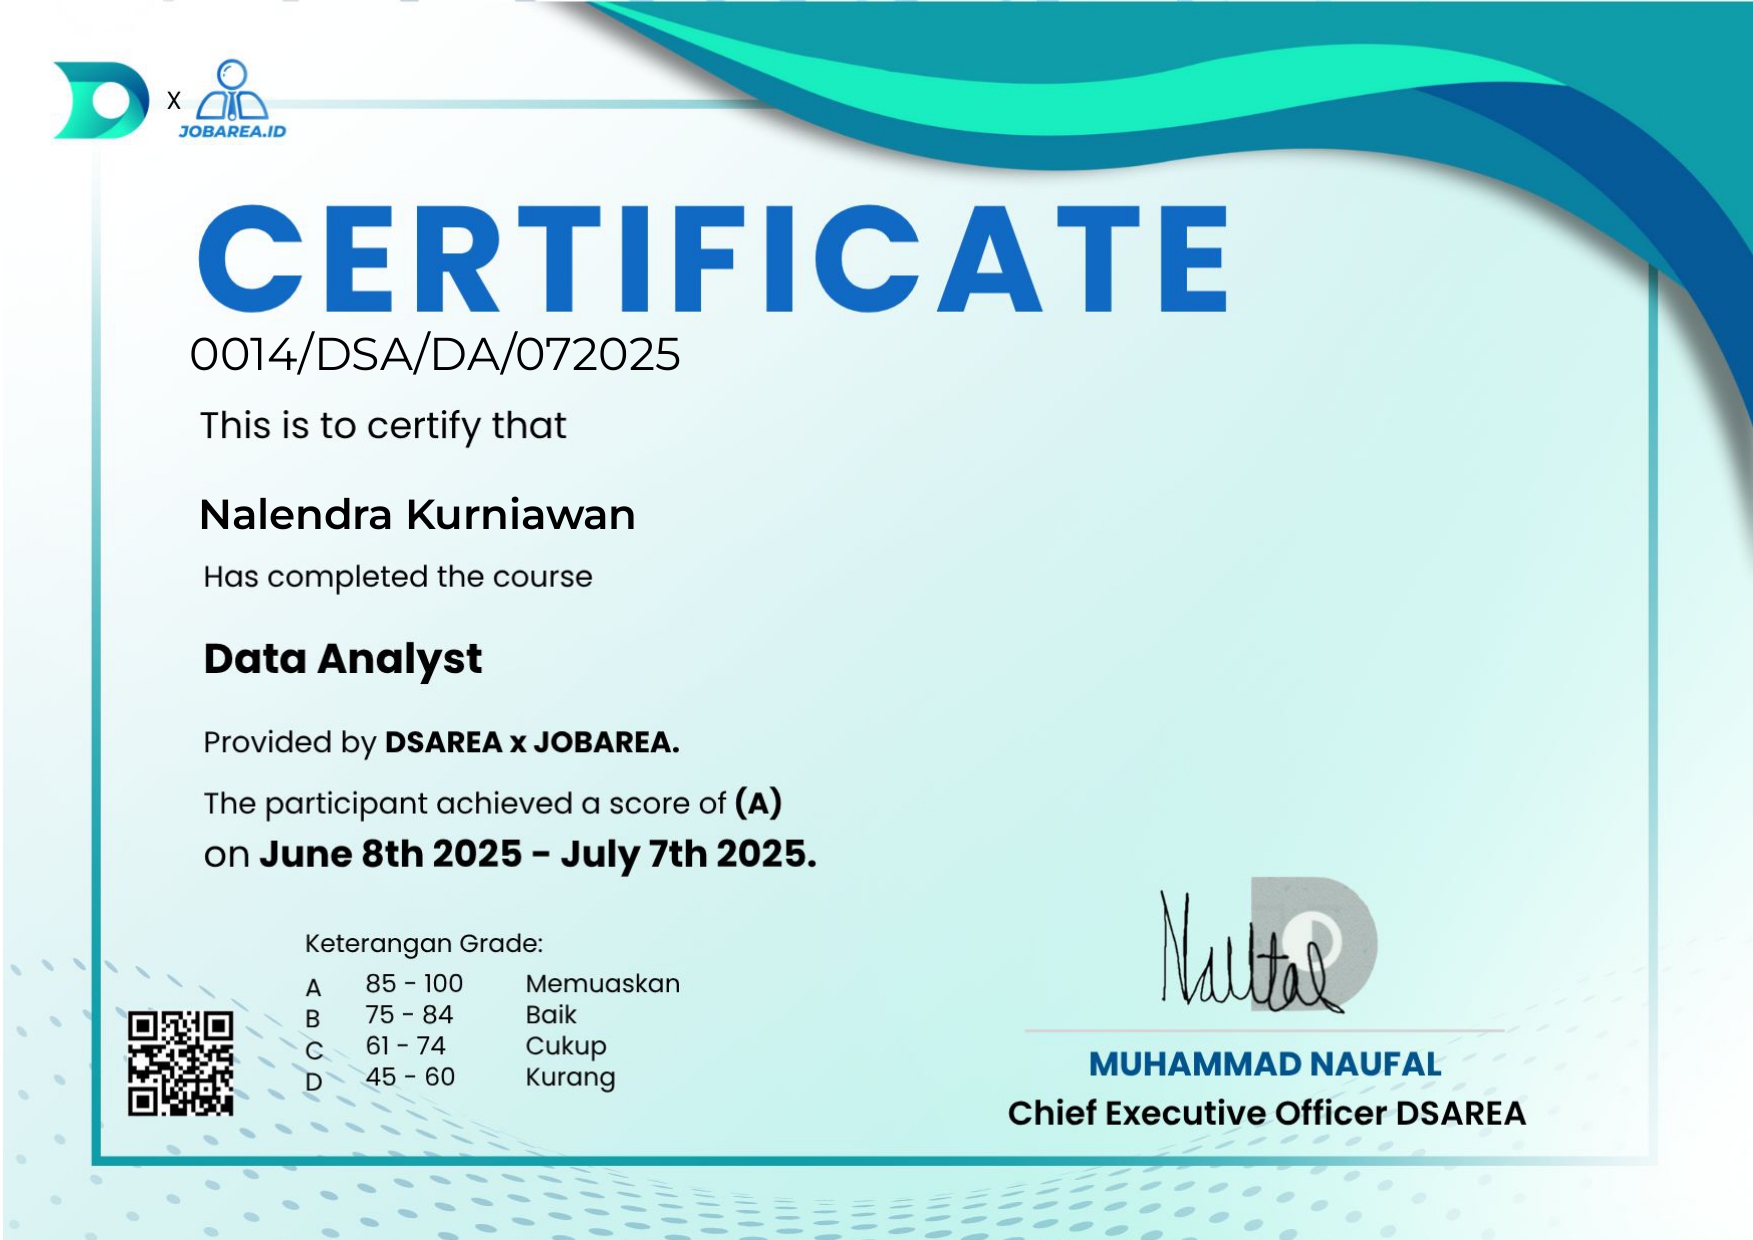 X
JOBAREA.ID
CERTIFICATE
0014/DSA/DA/072025
This is to certify that
Nalendra Kurniawan
Has completed the course
Data Analyst
Provided by DSAREA x JOBAREA.
The participant achieved a score of (A)
on June 8th 2025 - July 7th 2025.
Keterangan Grade:
A 85 - 100 Memuaskan
B 75 - 84 Baik
C 61 - 74 Cukup
D 45 - 60 Kurang
Naufal
MUHAMMAD NAUFAL
Chief Executive Officer DSAREA